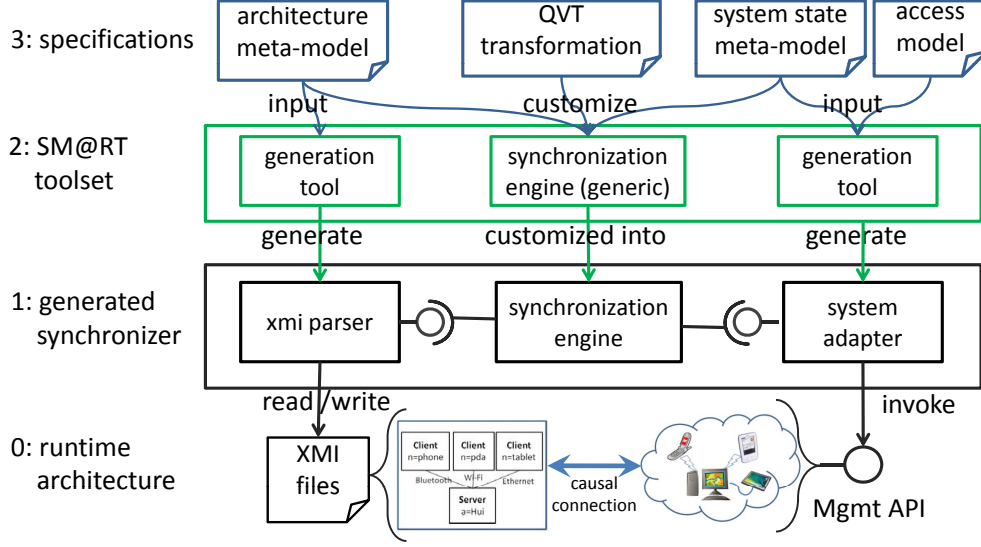 3: specifications
architecture
meta-model
QVT
transformation
system state
meta-model
access
model
input
customize
input
2: SM@RT
toolset
generation
tool
synchronization
engine (generic)
generation
tool
generate
customized into
generate
1: generated
synchronizer
xmi parser
synchronization
engine
system
adapter
read /write
invoke
0: runtime
architecture
XMI
files
Client
n=phone
Client
n=pda
Client
n=tablet
Bluetooth
Wi-Fi
Ethernet
Server
a=Hui
causal
connection
Mgmt API